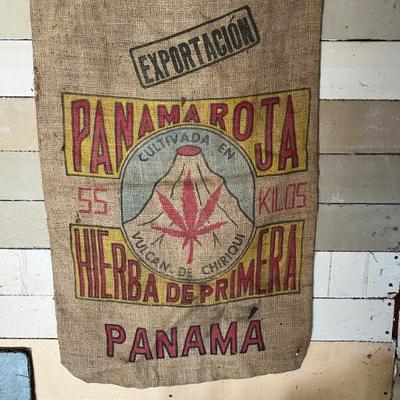 EXPORTACIÓN
PANAMA ROJA
CULTIVADA EN
55 KILOS
VULCAN DE CHIRIQUI
HIERBA DE PRIMERA
PANAMÁ